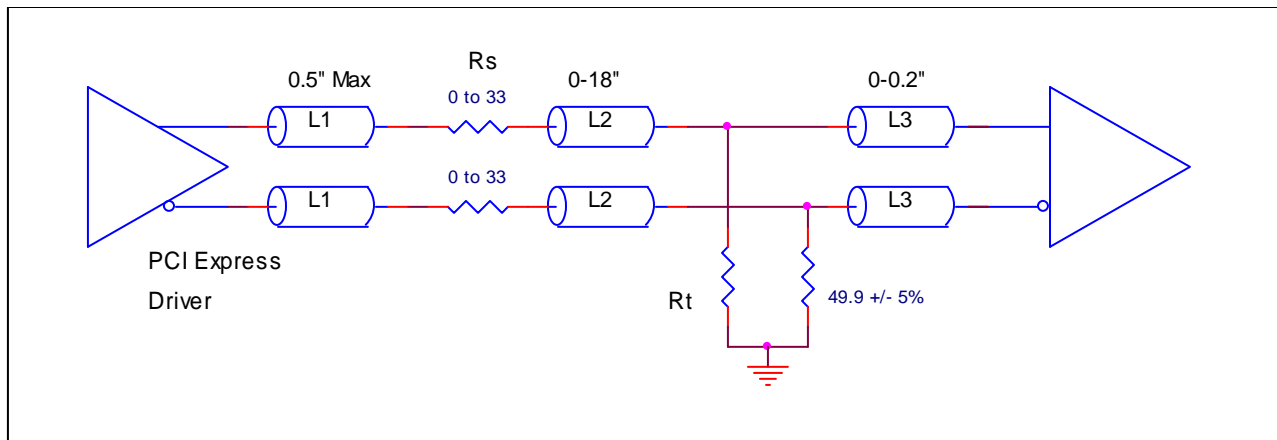 Rs
0.5" Max
0-18"
0-0.2"
0 to 33
L1
L2
L3
0 to 33
L1
L2
L3
PCI Express
Driver
Rt
49.9 +/- 5%